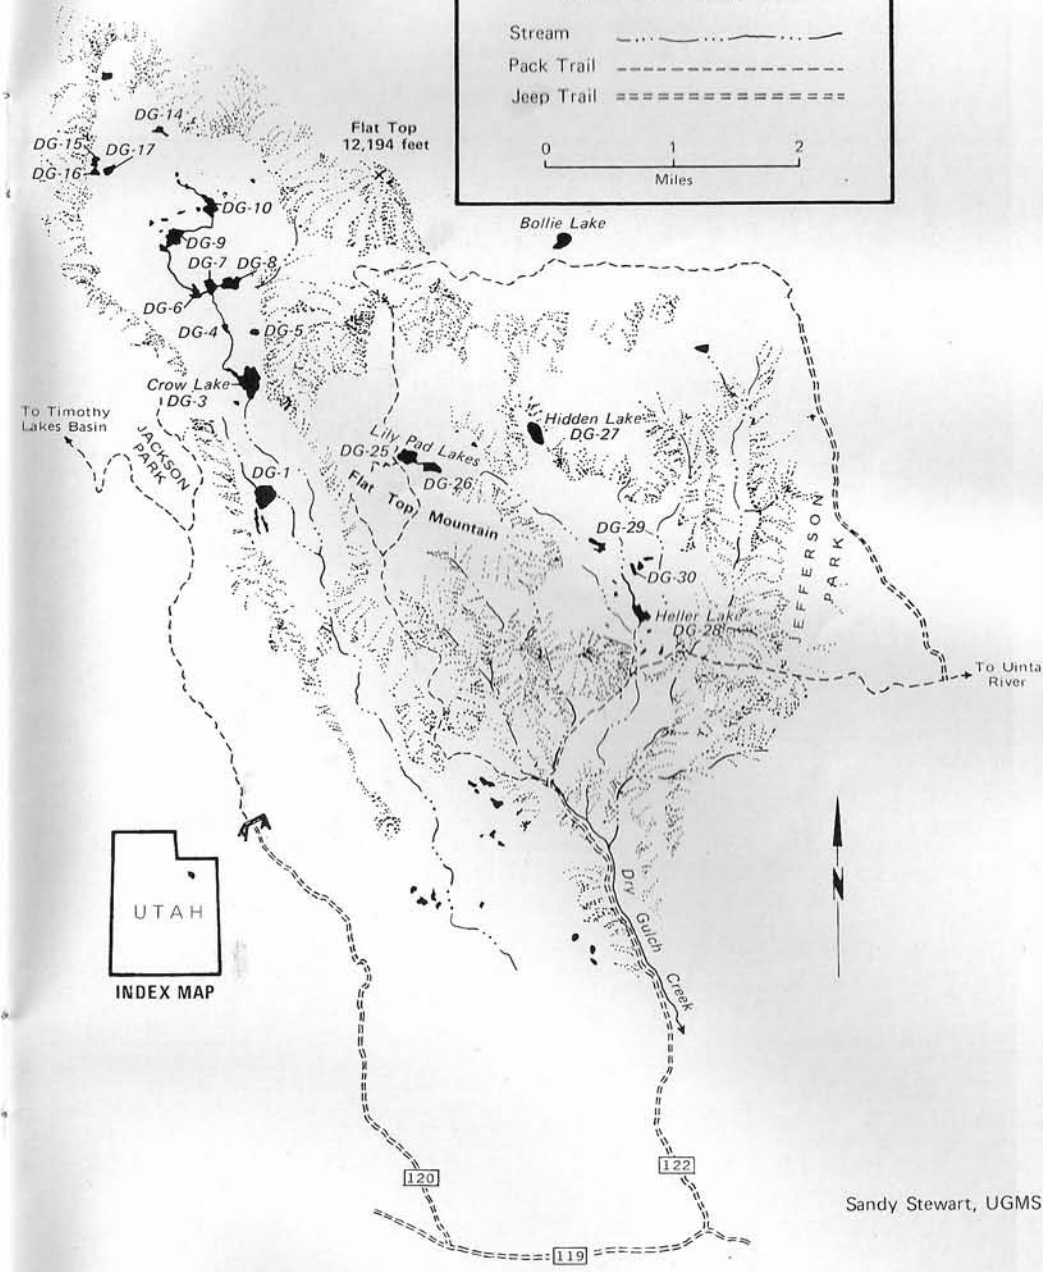 Stream
Pack Trail
Jeep Trail
0 1 2
Miles
Flat Top
12,194 feet
DG-14
DG-15
DG-17
DG-16
DG-10
Bollie Lake
DG-9
DG-7
DG-8
DG-6
DG-4
DG-5
Crow Lake
DG-3
To Timothy
Lakes Basin
JACKSON
PARK
Hidden Lake
DG-27
Lily Pad Lakes
DG-25
DG-26
DG-1
Flat Top Mountain
DG-29
DG-30
JEFFERSON
PARK
Heller Lake
DG-28
To Uinta
River
UTAH
INDEX MAP
N
Dry Gulch Creek
120
122
119
Sandy Stewart, UGMS